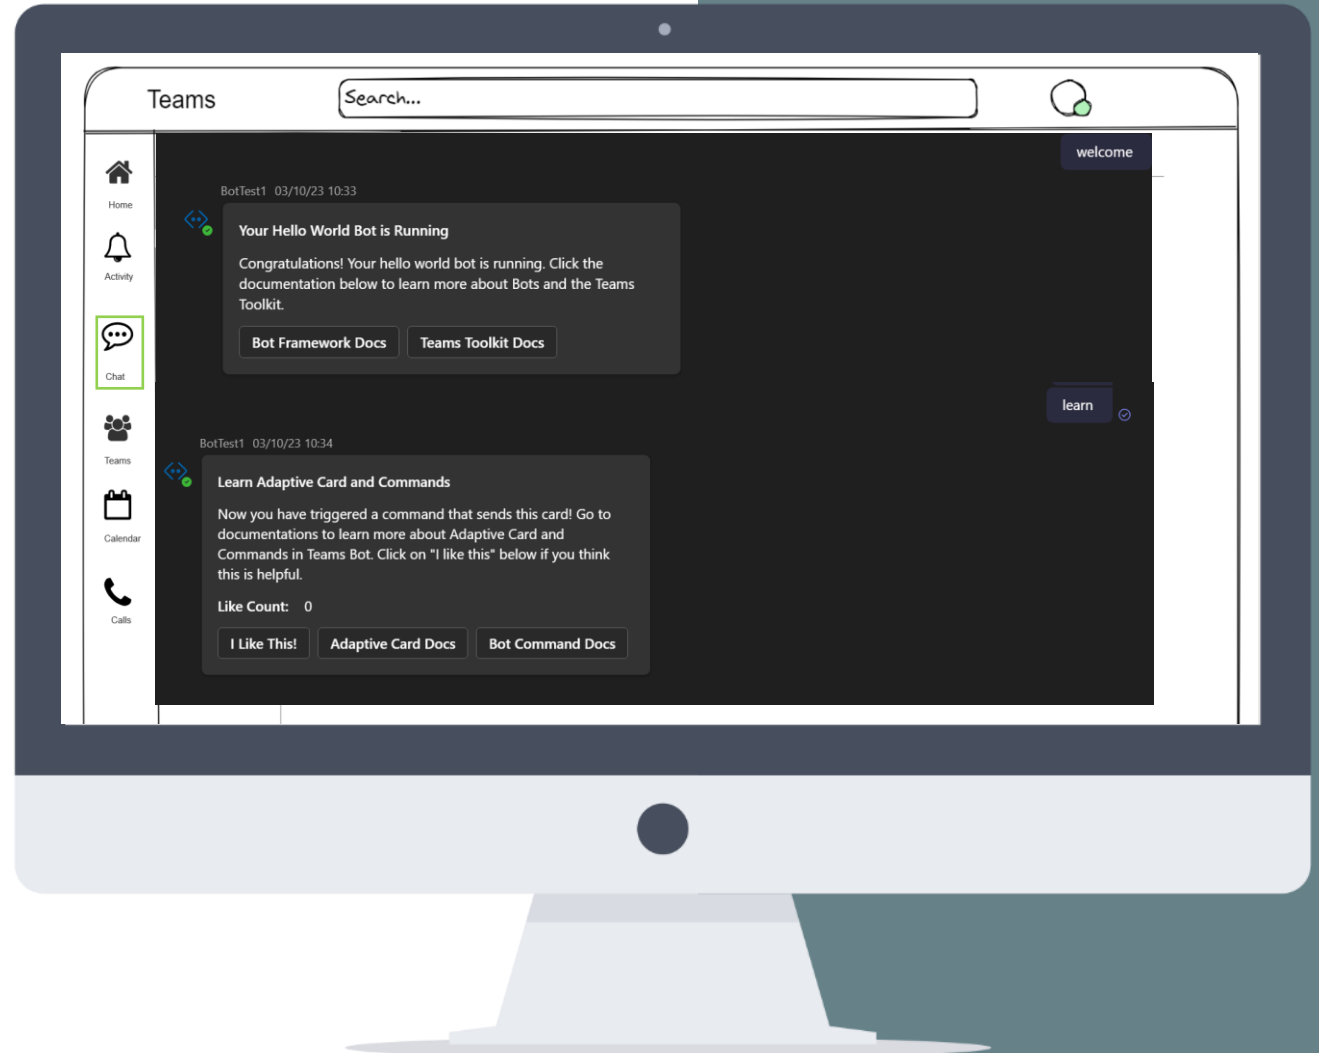 Teams
Search...
welcome
Home
Activity
Chat
Teams
Calendar
Calls
BotTest1 03/10/23 10:33
Your Hello World Bot is Running
Congratulations! Your hello world bot is running. Click the
documentation below to learn more about Bots and the Teams
Toolkit.
Bot Framework Docs
Teams Toolkit Docs
learn
BotTest1 03/10/23 10:34
Learn Adaptive Card and Commands
Now you have triggered a command that sends this card! Go to
documentations to learn more about Adaptive Card and
Commands in Teams Bot. Click on "I like this" below if you think
this is helpful.
Like Count: 0
I Like This!
Adaptive Card Docs
Bot Command Docs